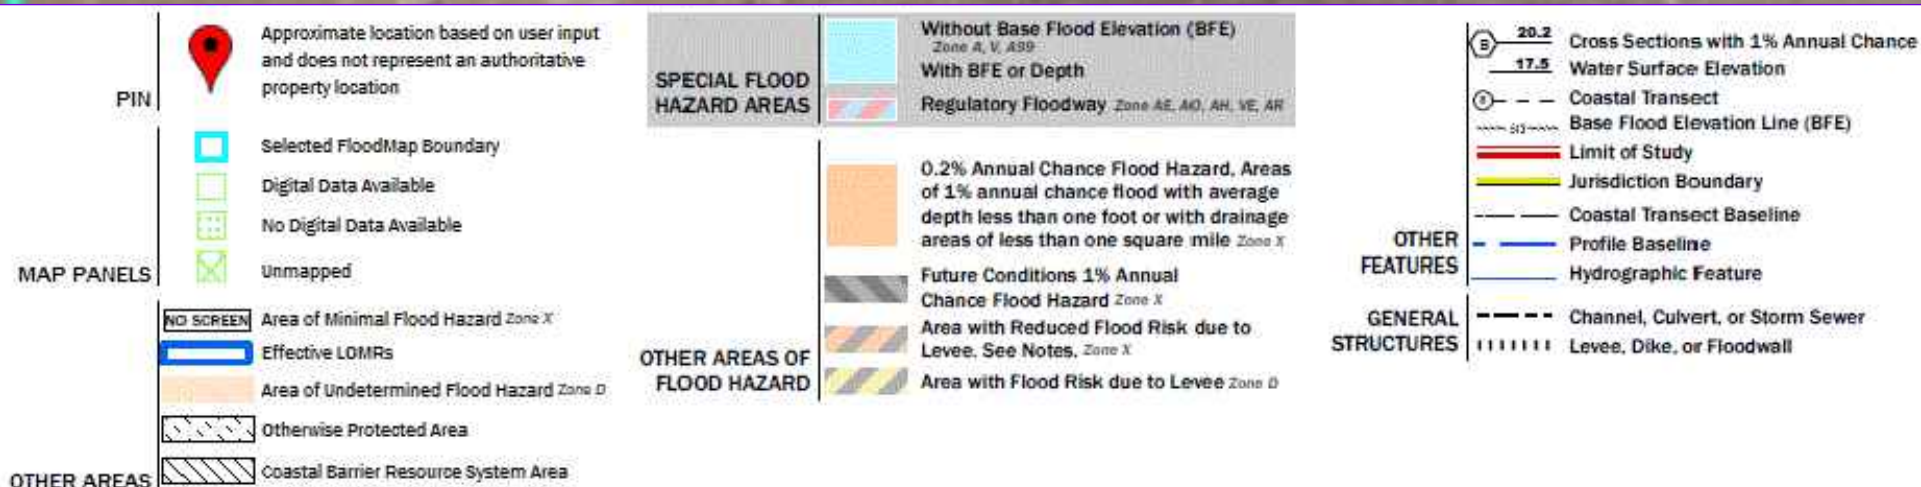 PIN
Approximate location based on user input
and does not represent an authoritative
property location
MAP PANELS
Selected FloodMap Boundary
Digital Data Available
No Digital Data Available
Unmapped
OTHER AREAS
NO SCREEN Area of Minimal Flood Hazard Zone X
Effective LOMRs
Area of Undetermined Flood Hazard Zone D
Otherwise Protected Area
Coastal Barrier Resource System Area
SPECIAL FLOOD
HAZARD AREAS
Without Base Flood Elevation (BFE)
Zone A, V, A99
With BFE or Depth
Regulatory Floodway Zone AE, AO, AH, VE, AR
OTHER AREAS OF
FLOOD HAZARD
0.2% Annual Chance Flood Hazard, Areas
of 1% annual chance flood with average
depth less than one foot or with drainage
areas of less than one square mile Zone X
Future Conditions 1% Annual
Chance Flood Hazard Zone X
Area with Reduced Flood Risk due to
Levee. See Notes. Zone X
Area with Flood Risk due to Levee Zone D
OTHER
FEATURES
B 20.2 Cross Sections with 1% Annual Chance
17.5 Water Surface Elevation
8 Coastal Transect
513 Base Flood Elevation Line (BFE)
Limit of Study
Jurisdiction Boundary
Coastal Transect Baseline
Profile Baseline
Hydrographic Feature
GENERAL
STRUCTURES
Channel, Culvert, or Storm Sewer
Levee, Dike, or Floodwall